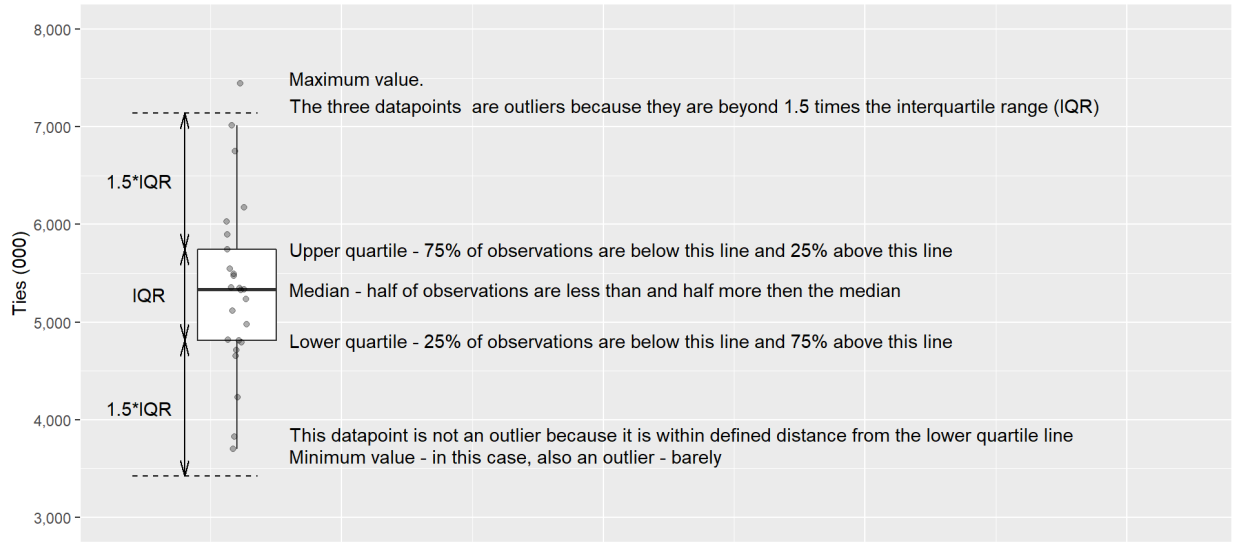 8,000
Maximum value.
The three datapoints  are outliers because they are beyond 1.5 times the interquartile range (IQR)
7,000
1.5*IQR
6,000
Upper quartile - 75% of observations are below this line and 25% above this line
Ties (000)
IQR
Median - half of observations are less than and half more then the median
5,000
Lower quartile - 25% of observations are below this line and 75% above this line
1.5*IQR
4,000
This datapoint is not an outlier because it is within defined distance from the lower quartile line
Minimum value - in this case, also an outlier - barely
3,000